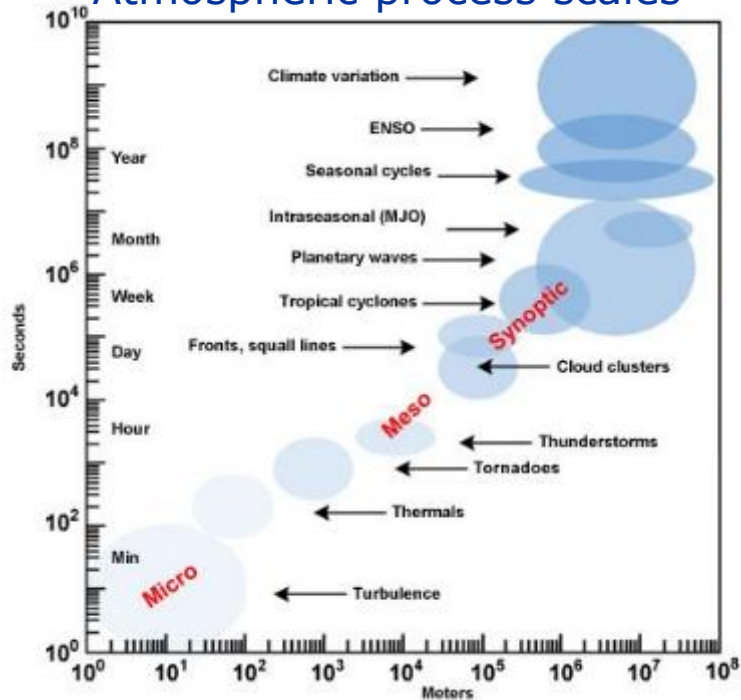 Atmospheric process scales
10^10
Climate variation
ENSO
10^8
Year
Seasonal cycles
Intraseasonal (MJO)
Month
Planetary waves
10^6
Week
Tropical cyclones
Synoptic
Seconds
Fronts, squall lines
Day
Cloud clusters
10^4
Meso
Hour
Thunderstorms
Tornadoes
10^2
Thermals
Min
Micro
Turbulence
10^0
10^0 10^1 10^2 10^3 10^4 10^5 10^6 10^7 10^8
Meters